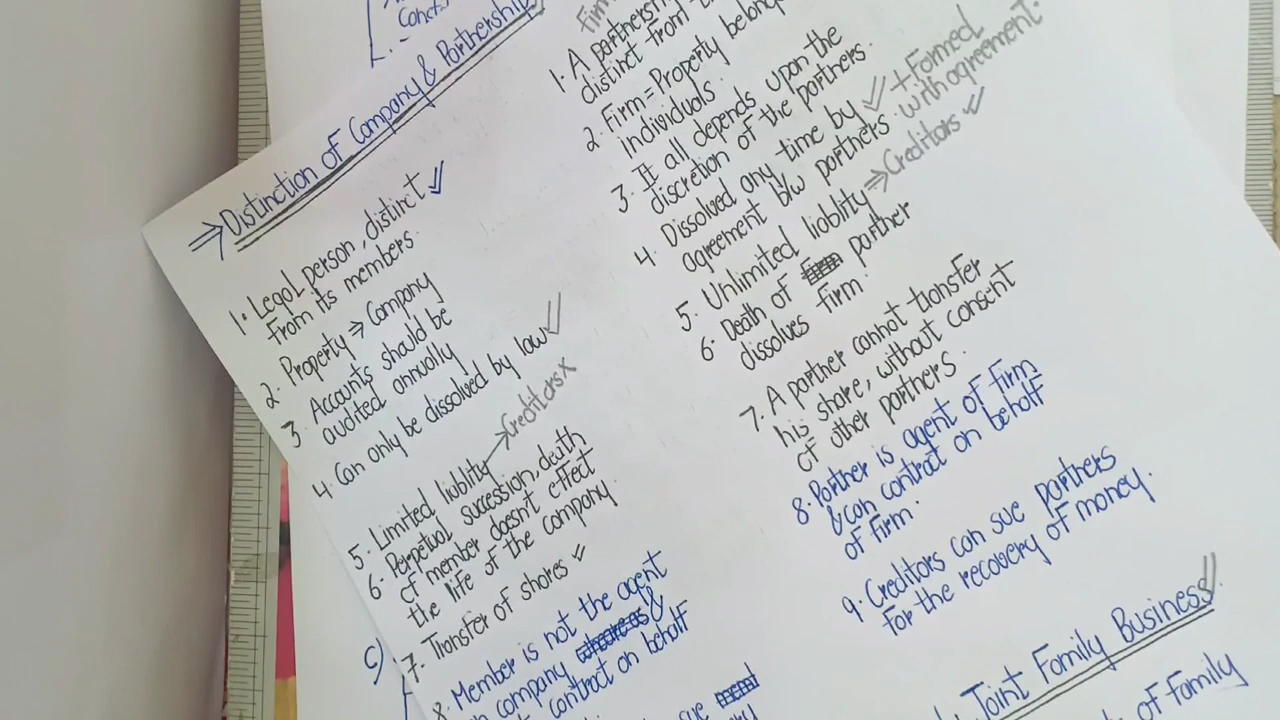 ⇒ Distinction of Company & Partnership
1. Legal person, distinct
from its members.
2. Property ⇒ Company
3. Accounts should be
audited annually
4. Can only be dissolved by law
5. Limited liablity → Creditors x
6. Perpetual succession, death
of member doesn't effect
the life of the company.
7. Transfer of shares ✓
8. Member is not the agent
company &
contract on behalf
sue
1. A
distinct from
2. Firm = Property
individuals.
3. It all depends upon the
discretion of the partners.
4. Dissolved any time by ✓ + Formed
agreement b/w partners. with agreement.
5. Unlimited liablity ⇒ Creditors ✓
6. Death of partner
dissolves firm.
7. A partner cannot transfer
his share, without consent
of other partners.
8. Partner is agent of firm
& can contract on behalf
of firm.
9. Creditors can sue partners
for the recovery of money.
Joint Family Business
of Family
c)